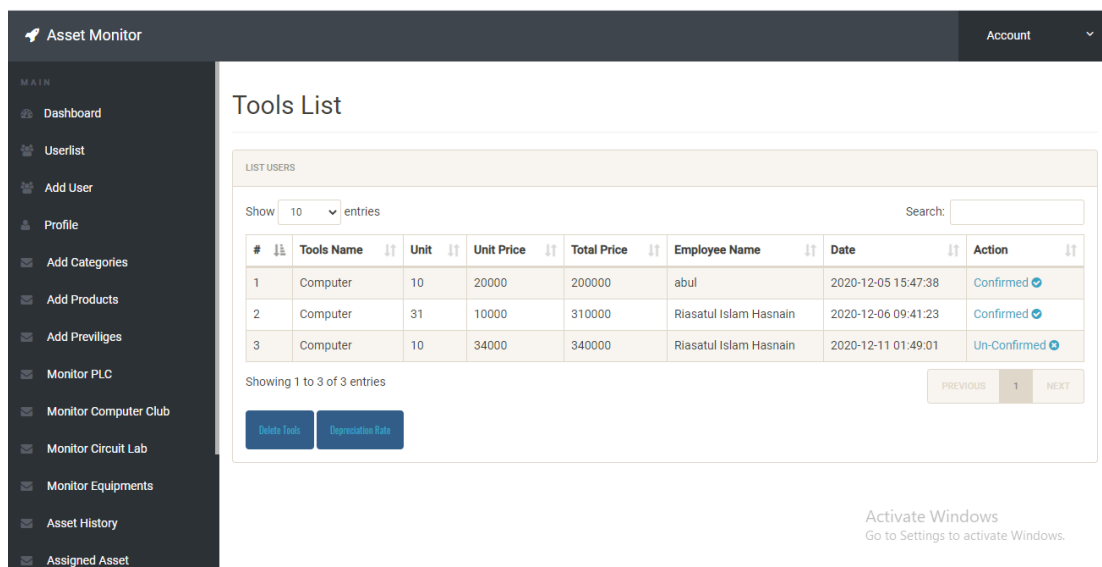 Asset Monitor
Account
MAIN
Dashboard
Userlist
Add User
Profile
Add Categories
Add Products
Add Previliges
Monitor PLC
Monitor Computer Club
Monitor Circuit Lab
Monitor Equipments
Asset History
Assigned Asset
Tools List
LIST USERS
Show 10 entries
Search:
# Tools Name Unit Unit Price Total Price Employee Name Date Action
1 Computer 10 20000 200000 abul 2020-12-05 15:47:38 Confirmed
2 Computer 31 10000 310000 Riasatul Islam Hasnain 2020-12-06 09:41:23 Confirmed
3 Computer 10 34000 340000 Riasatul Islam Hasnain 2020-12-11 01:49:01 Un-Confirmed
Showing 1 to 3 of 3 entries
PREVIOUS 1 NEXT
Delete Tools Depreciation Rate
Activate Windows
Go to Settings to activate Windows.